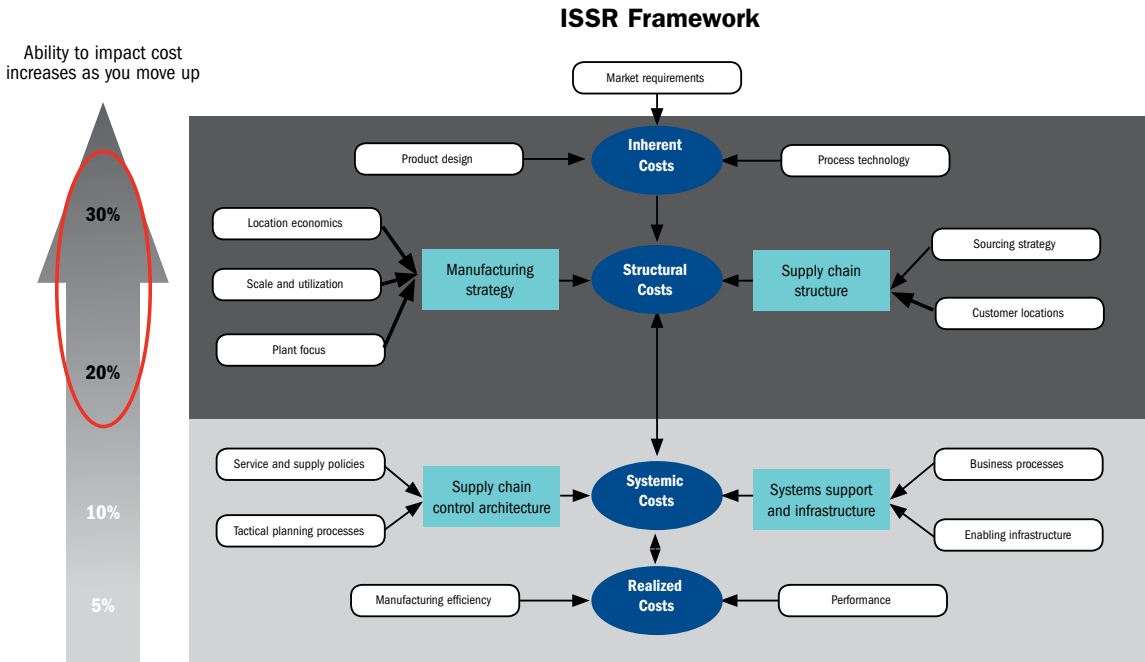 ISSR Framework
Ability to impact cost
increases as you move up
Market requirements
Inherent
Costs
Product design
Process technology
30%
Location economics
Scale and utilization
Plant focus
Manufacturing
strategy
Structural
Costs
Supply chain
structure
Sourcing strategy
Customer locations
20%
Service and supply policies
Tactical planning processes
Supply chain
control architecture
Systemic
Costs
Systems support
and infrastructure
Business processes
Enabling infrastructure
10%
Manufacturing efficiency
Realized
Costs
Performance
5%